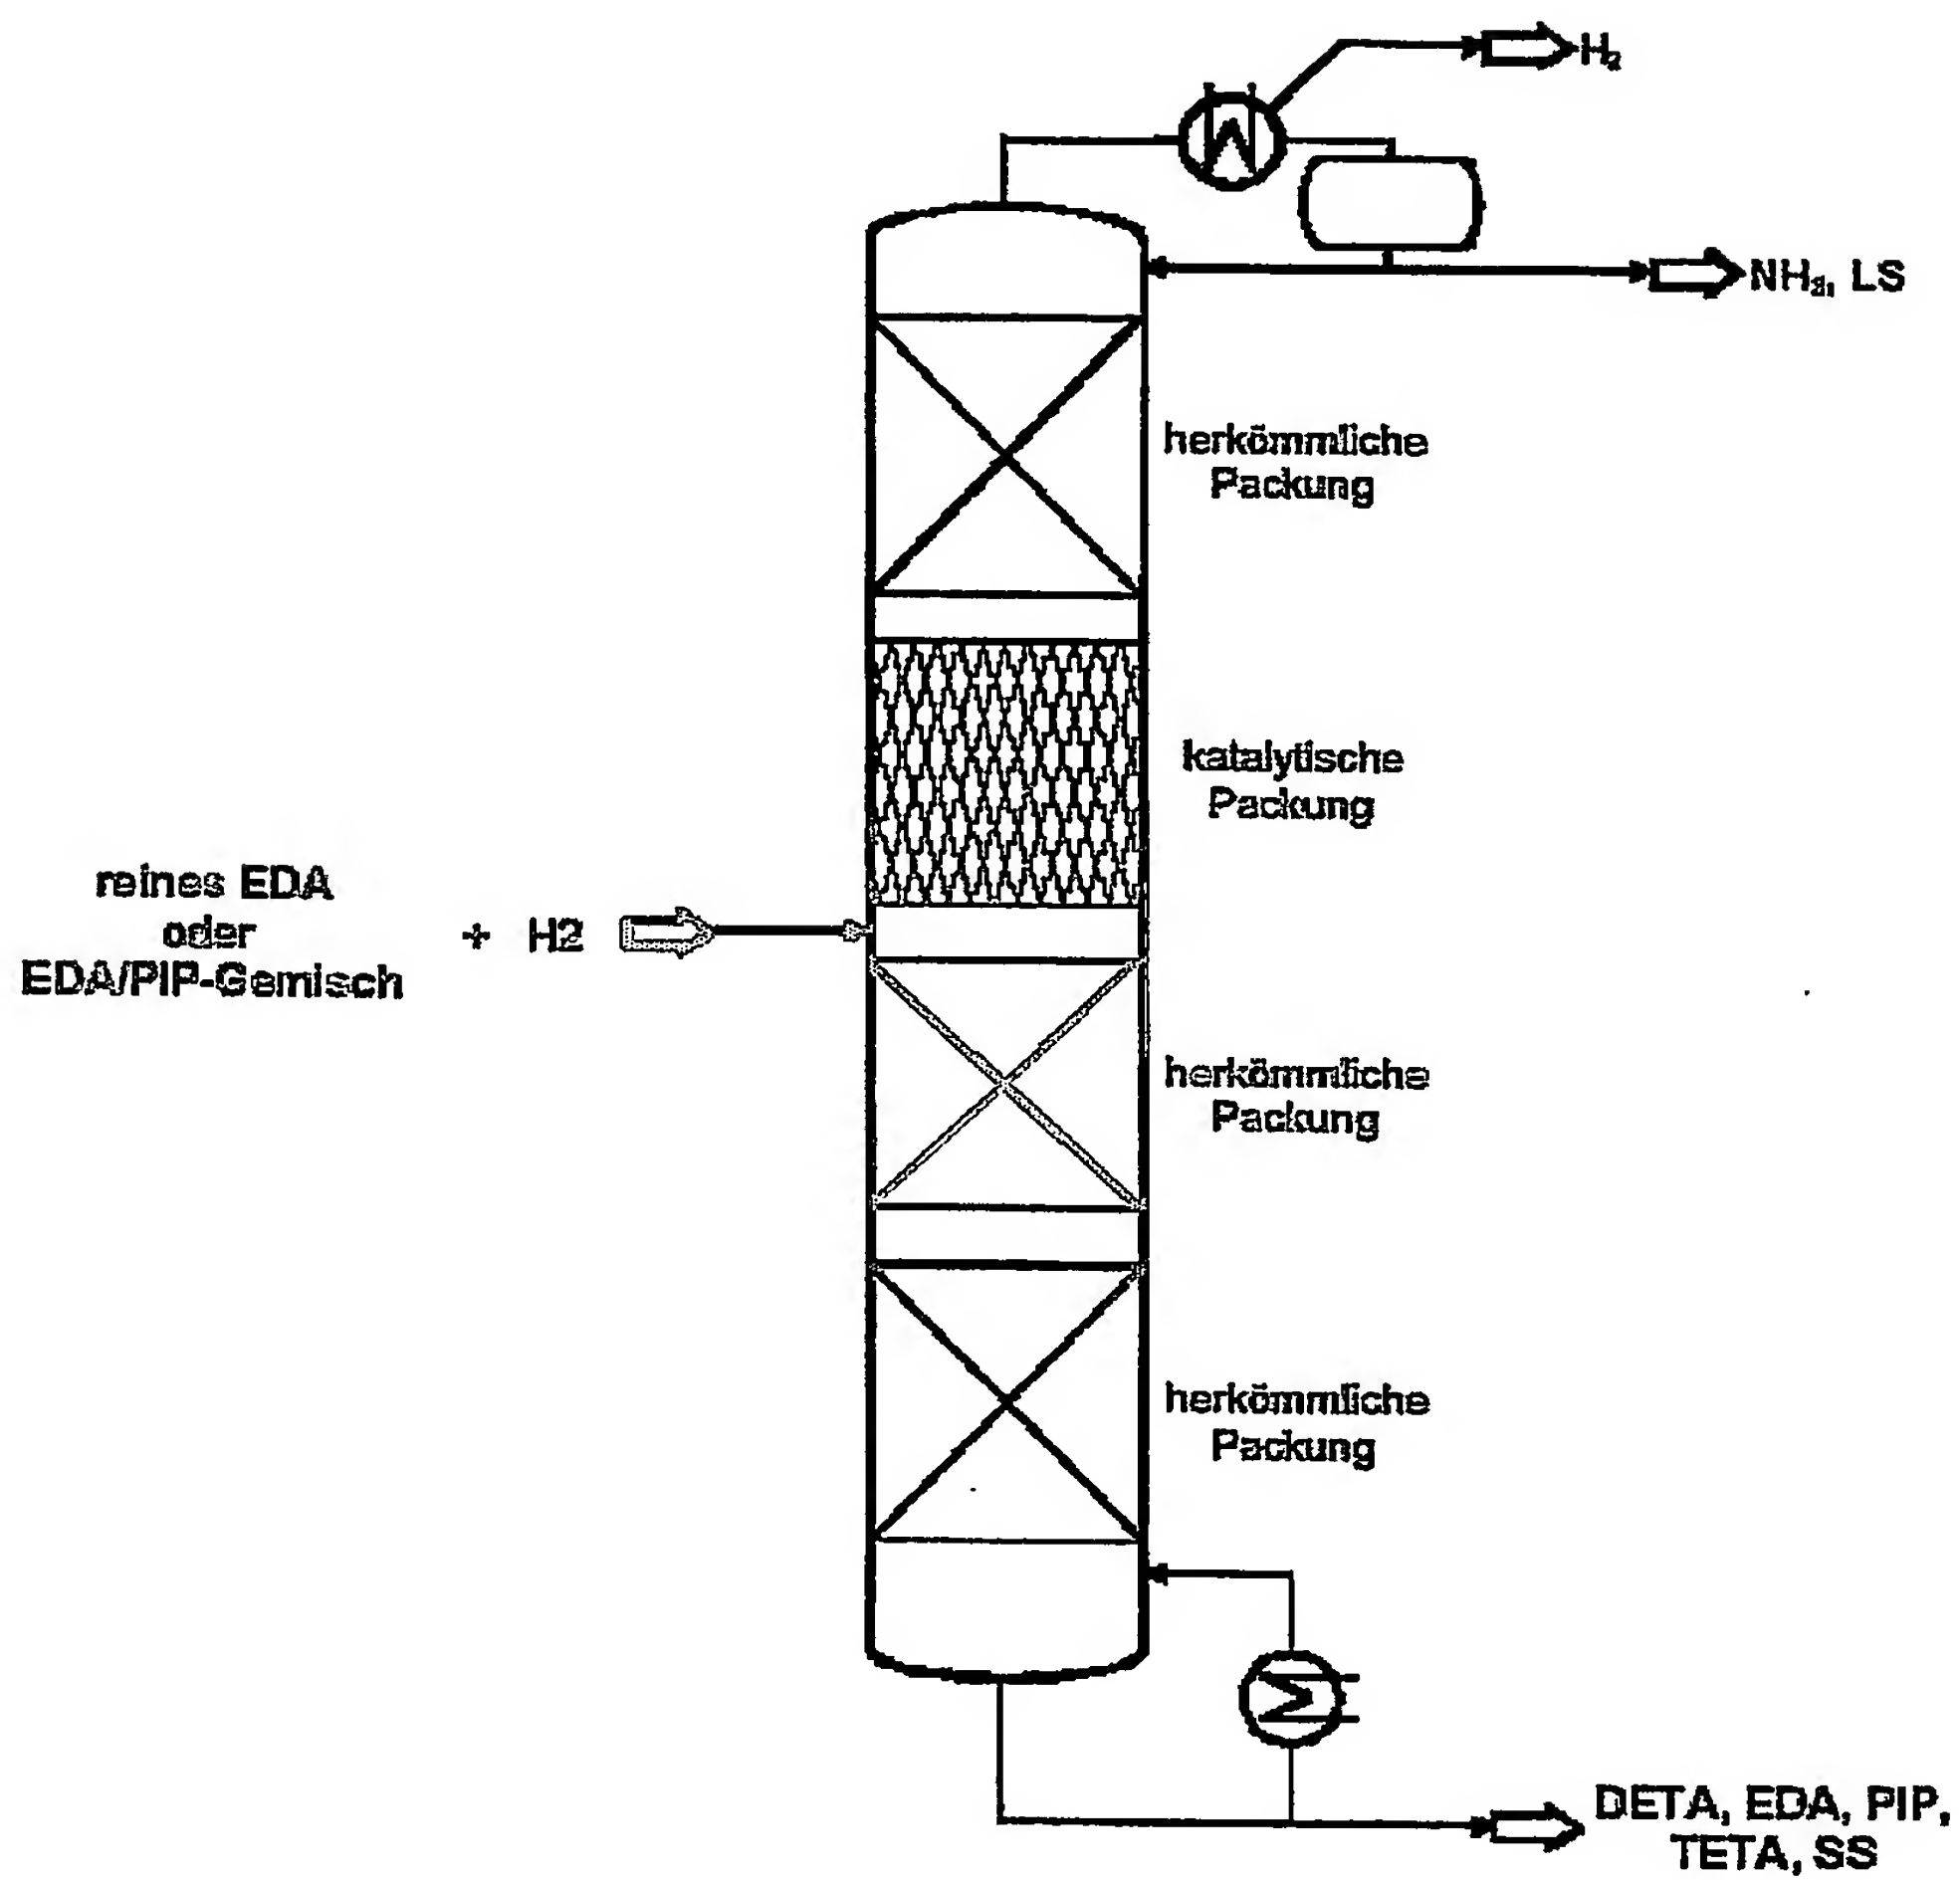 H₂
NH₃, LS
herkömmliche
Packung
katalytische
Packung
reines EDA
oder
EDA/PIP-Gemisch
+ H2
herkömmliche
Packung
herkömmliche
Packung
DETA, EDA, PIP,
TETA, SS